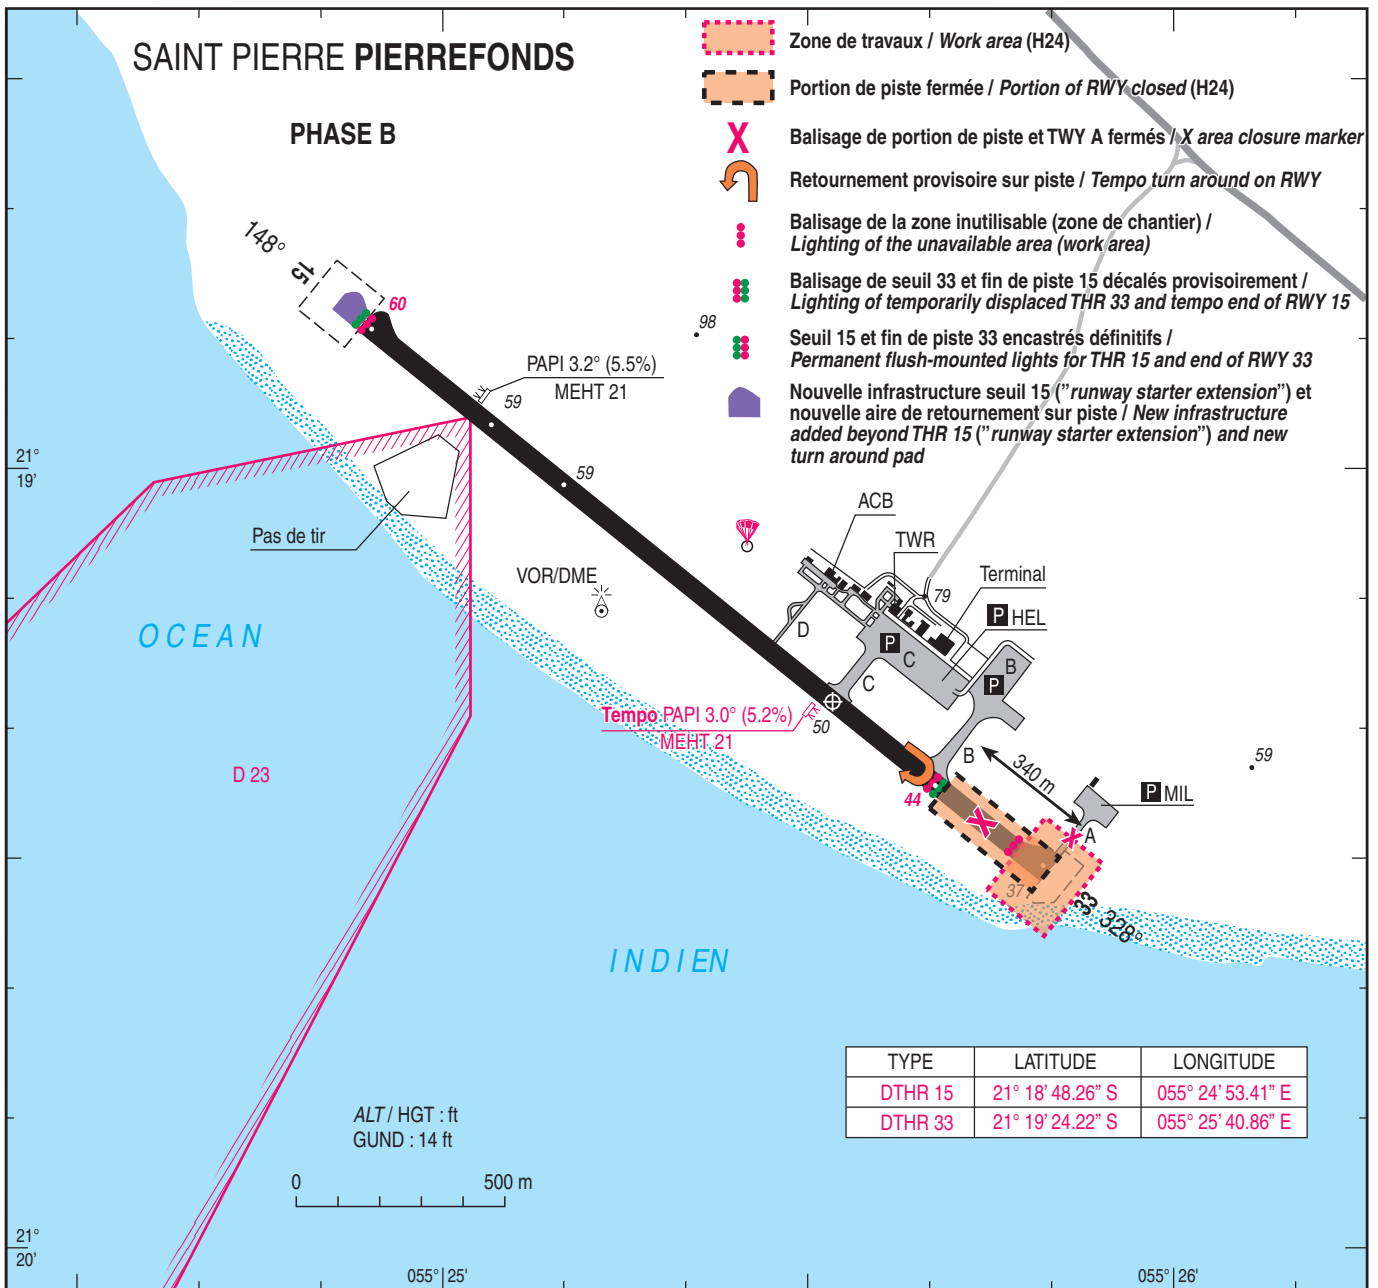 SAINT PIERRE PIERREFONDS
PHASE B
Zone de travaux / Work area (H24)
Portion de piste fermée / Portion of RWY closed (H24)
X
Balisage de portion de piste et TWY A fermés / X area closure marker
Retournement provisoire sur piste / Tempo turn around on RWY
Balisage de la zone inutilisable (zone de chantier) /
Lighting of the unavailable area (work area)
Balisage de seuil 33 et fin de piste 15 décalés provisoirement /
Lighting of temporarily displaced THR 33 and tempo end of RWY 15
Seuil 15 et fin de piste 33 encastrés définitifs /
Permanent flush-mounted lights for THR 15 and end of RWY 33
Nouvelle infrastructure seuil 15 ("runway starter extension") et
nouvelle aire de retournement sur piste / New infrastructure
added beyond THR 15 ("runway starter extension") and new
turn around pad
148°
15
60
98
PAPI 3.2° (5.5%)
MEHT 21
59
59
21°
19'
Pas de tir
ACB
TWR
Terminal
79
P HEL
VOR/DME
OCEAN
D
P
C
B
P
C
Tempo PAPI 3.0° (5.2%)
MEHT 21
50
B
340 m
59
D 23
44
P MIL
X
X
A
37
33
328°
INDIEN
TYPE LATITUDE LONGITUDE
DTHR 15 21° 18' 48.26" S 055° 24' 53.41" E
DTHR 33 21° 19' 24.22" S 055° 25' 40.86" E
ALT / HGT : ft
GUND : 14 ft
0 500 m
21°
20'
055° 25'
055° 26'